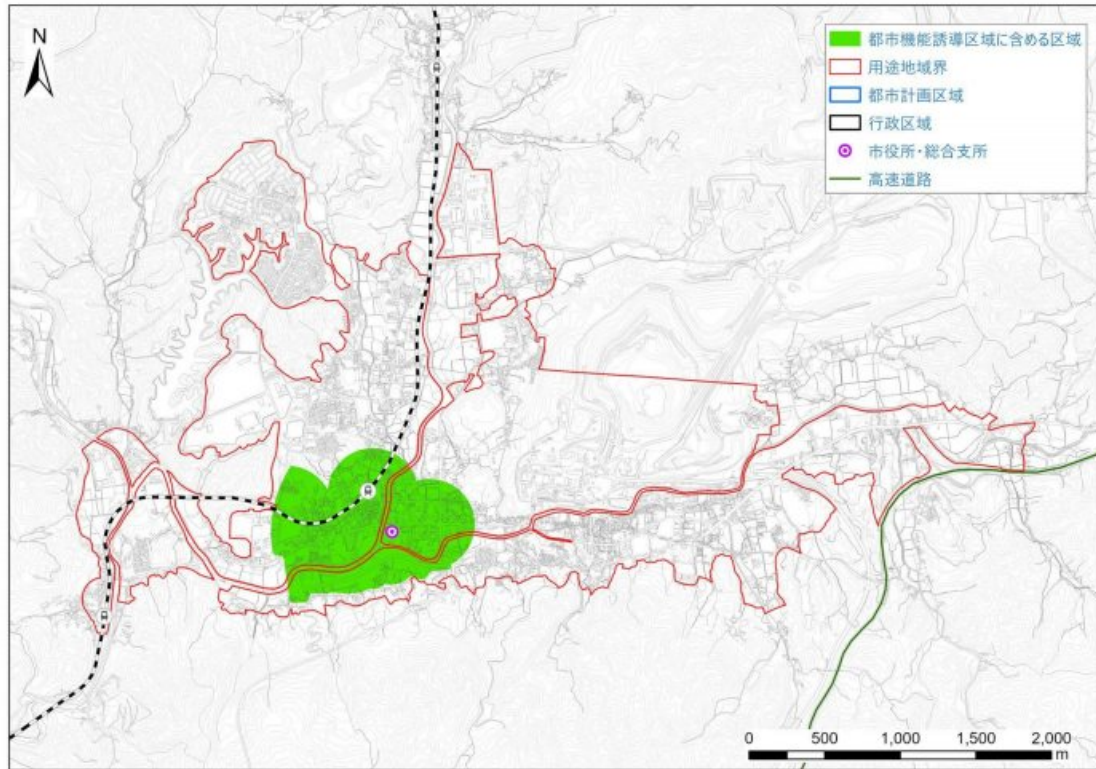 N
都市機能誘導区域に含める区域
用途地域界
都市計画区域
行政区域
市役所・総合支所
高速道路
0 500 1,000 1,500 2,000
m